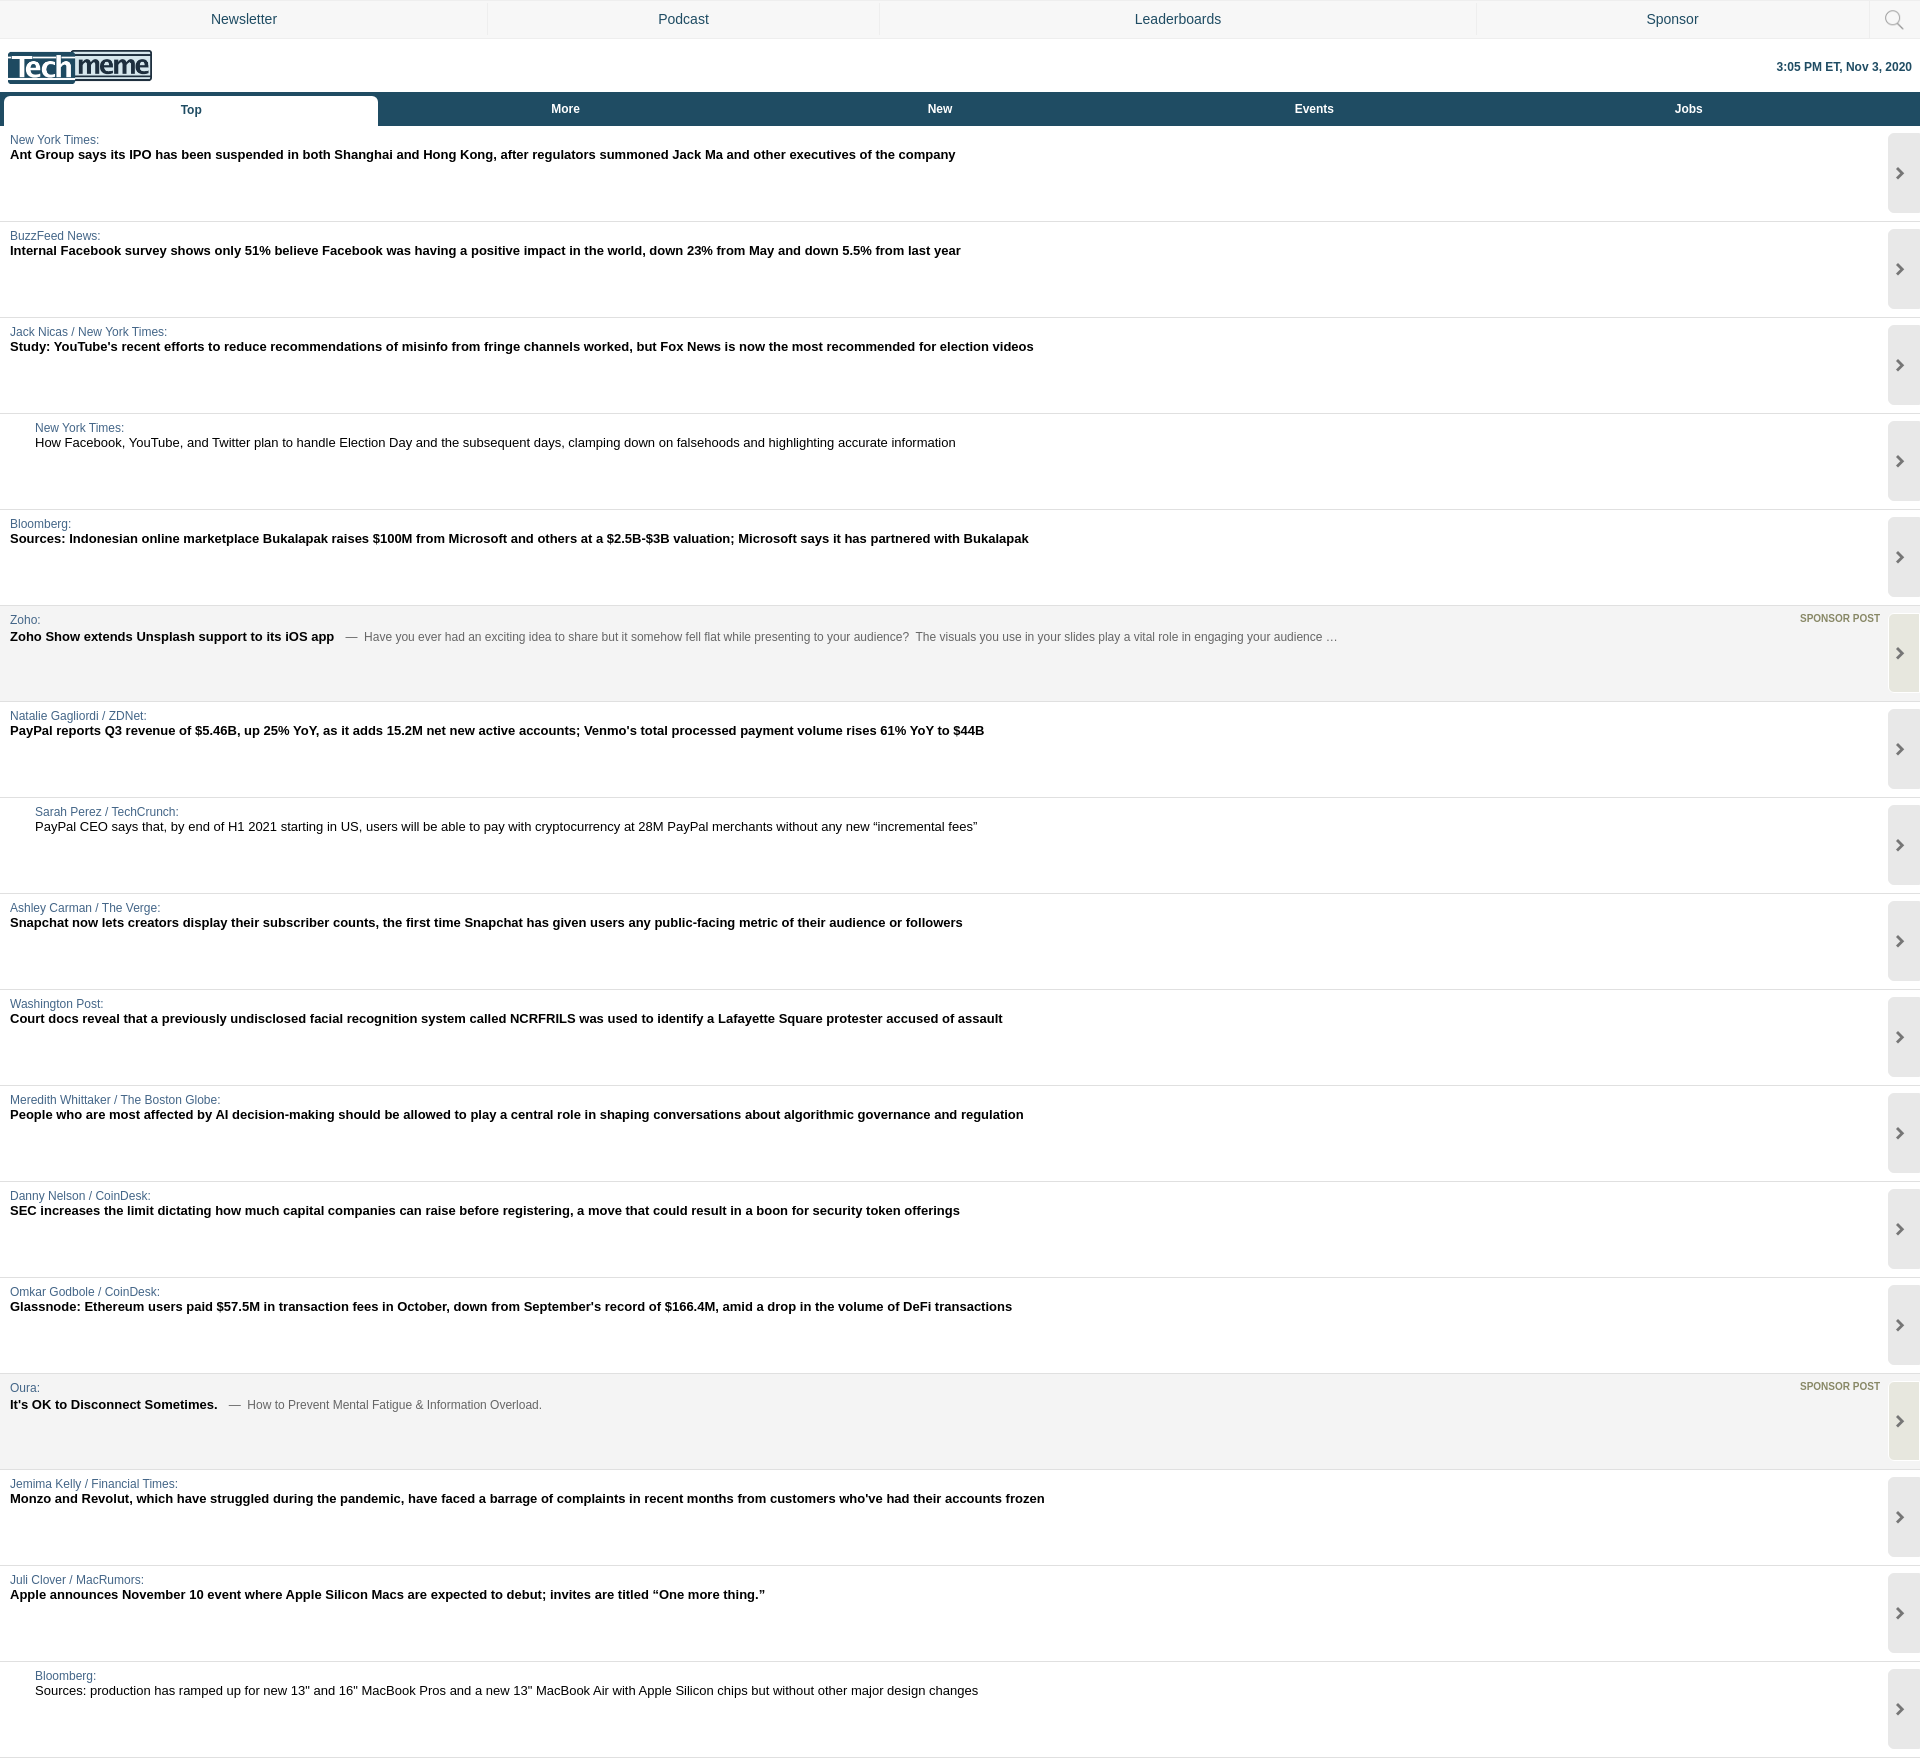 Newsletter
Podcast
Leaderboards
Sponsor
Techmeme
3:05 PM ET, Nov 3, 2020
Top
More
New
Events
Jobs
New York Times:
Ant Group says its IPO has been suspended in both Shanghai and Hong Kong, after regulators summoned Jack Ma and other executives of the company
BuzzFeed News:
Internal Facebook survey shows only 51% believe Facebook was having a positive impact in the world, down 23% from May and down 5.5% from last year
Jack Nicas / New York Times:
Study: YouTube's recent efforts to reduce recommendations of misinfo from fringe channels worked, but Fox News is now the most recommended for election videos
New York Times:
How Facebook, YouTube, and Twitter plan to handle Election Day and the subsequent days, clamping down on falsehoods and highlighting accurate information
Bloomberg:
Sources: Indonesian online marketplace Bukalapak raises $100M from Microsoft and others at a $2.5B-$3B valuation; Microsoft says it has partnered with Bukalapak
Zoho:
SPONSOR POST
Zoho Show extends Unsplash support to its iOS app — Have you ever had an exciting idea to share but it somehow fell flat while presenting to your audience? The visuals you use in your slides play a vital role in engaging your audience …
Natalie Gagliordi / ZDNet:
PayPal reports Q3 revenue of $5.46B, up 25% YoY, as it adds 15.2M net new active accounts; Venmo's total processed payment volume rises 61% YoY to $44B
Sarah Perez / TechCrunch:
PayPal CEO says that, by end of H1 2021 starting in US, users will be able to pay with cryptocurrency at 28M PayPal merchants without any new “incremental fees”
Ashley Carman / The Verge:
Snapchat now lets creators display their subscriber counts, the first time Snapchat has given users any public-facing metric of their audience or followers
Washington Post:
Court docs reveal that a previously undisclosed facial recognition system called NCRFRILS was used to identify a Lafayette Square protester accused of assault
Meredith Whittaker / The Boston Globe:
People who are most affected by AI decision-making should be allowed to play a central role in shaping conversations about algorithmic governance and regulation
Danny Nelson / CoinDesk:
SEC increases the limit dictating how much capital companies can raise before registering, a move that could result in a boon for security token offerings
Omkar Godbole / CoinDesk:
Glassnode: Ethereum users paid $57.5M in transaction fees in October, down from September's record of $166.4M, amid a drop in the volume of DeFi transactions
Oura:
SPONSOR POST
It's OK to Disconnect Sometimes. — How to Prevent Mental Fatigue & Information Overload.
Jemima Kelly / Financial Times:
Monzo and Revolut, which have struggled during the pandemic, have faced a barrage of complaints in recent months from customers who've had their accounts frozen
Juli Clover / MacRumors:
Apple announces November 10 event where Apple Silicon Macs are expected to debut; invites are titled “One more thing.”
Bloomberg:
Sources: production has ramped up for new 13" and 16" MacBook Pros and a new 13" MacBook Air with Apple Silicon chips but without other major design changes